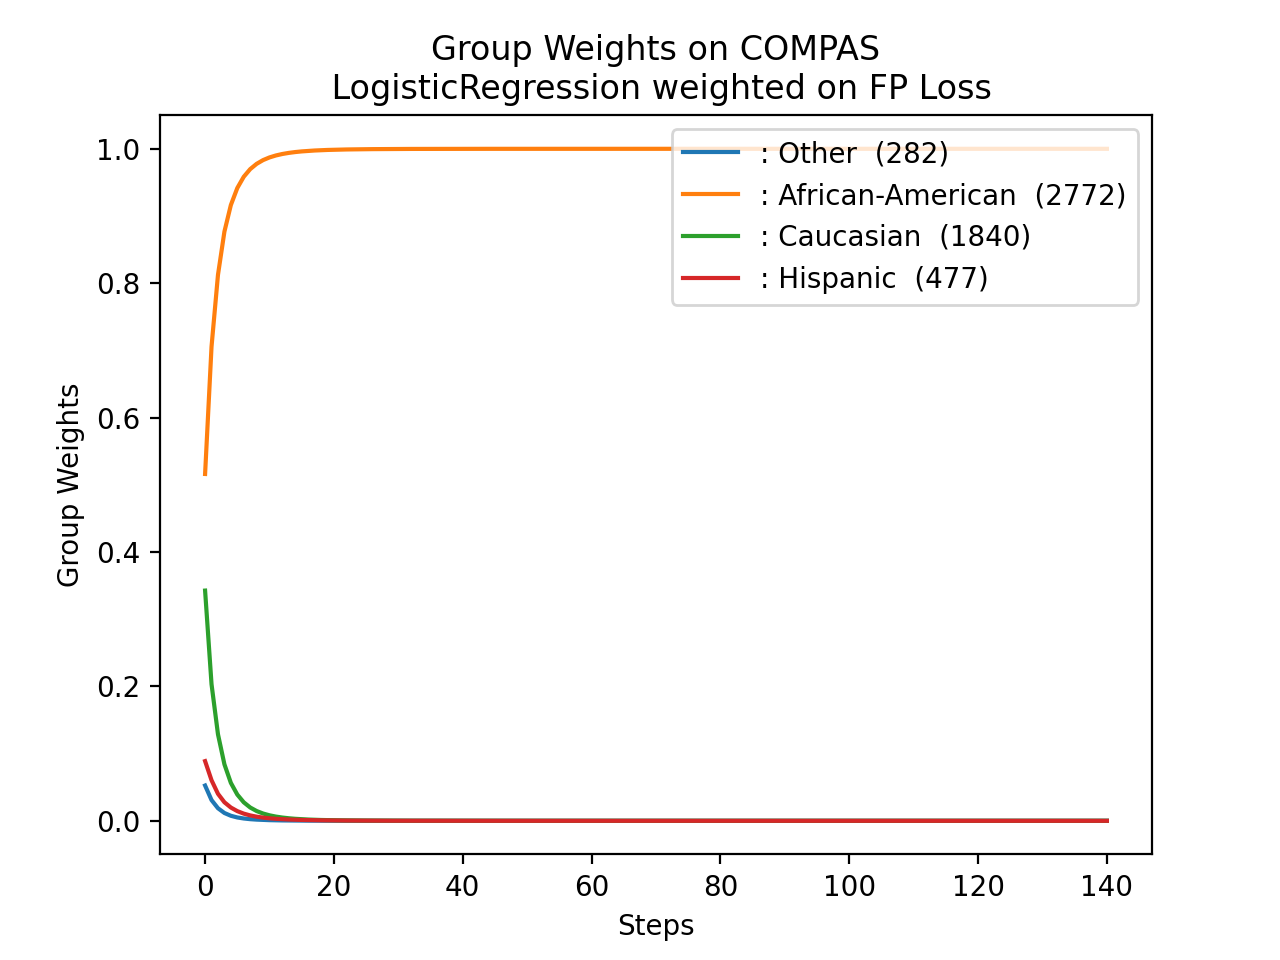 Group Weights on COMPAS
LogisticRegression weighted on FP Loss
: Other (282)
: African-American (2772)
: Caucasian (1840)
: Hispanic (477)
Group Weights
1.0
0.8
0.6
0.4
0.2
0.0
0 20 40 60 80 100 120 140
Steps